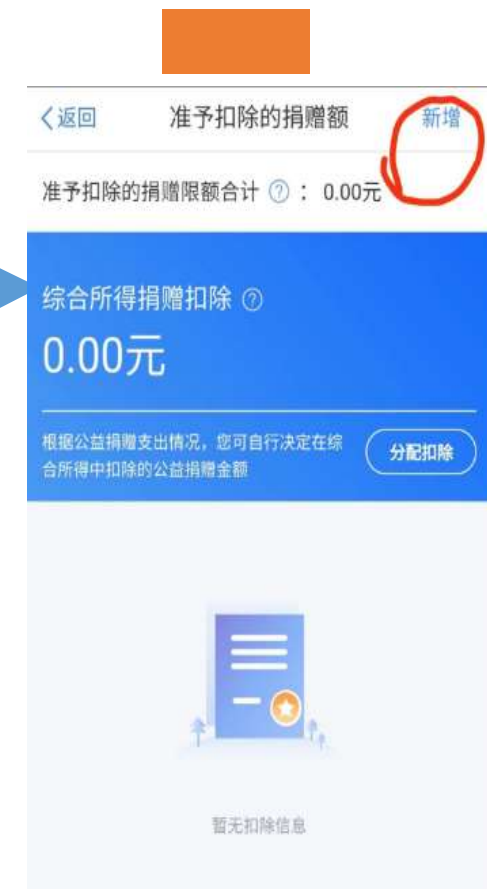 返回 准予扣除的捐赠额 新增
准予扣除的捐赠限额合计 ? : 0.00元
综合所得捐赠扣除 ?
0.00元
根据公益捐赠支出情况，您可自行决定在综
合所得中扣除的公益捐赠金额
分配扣除
暂无扣除信息